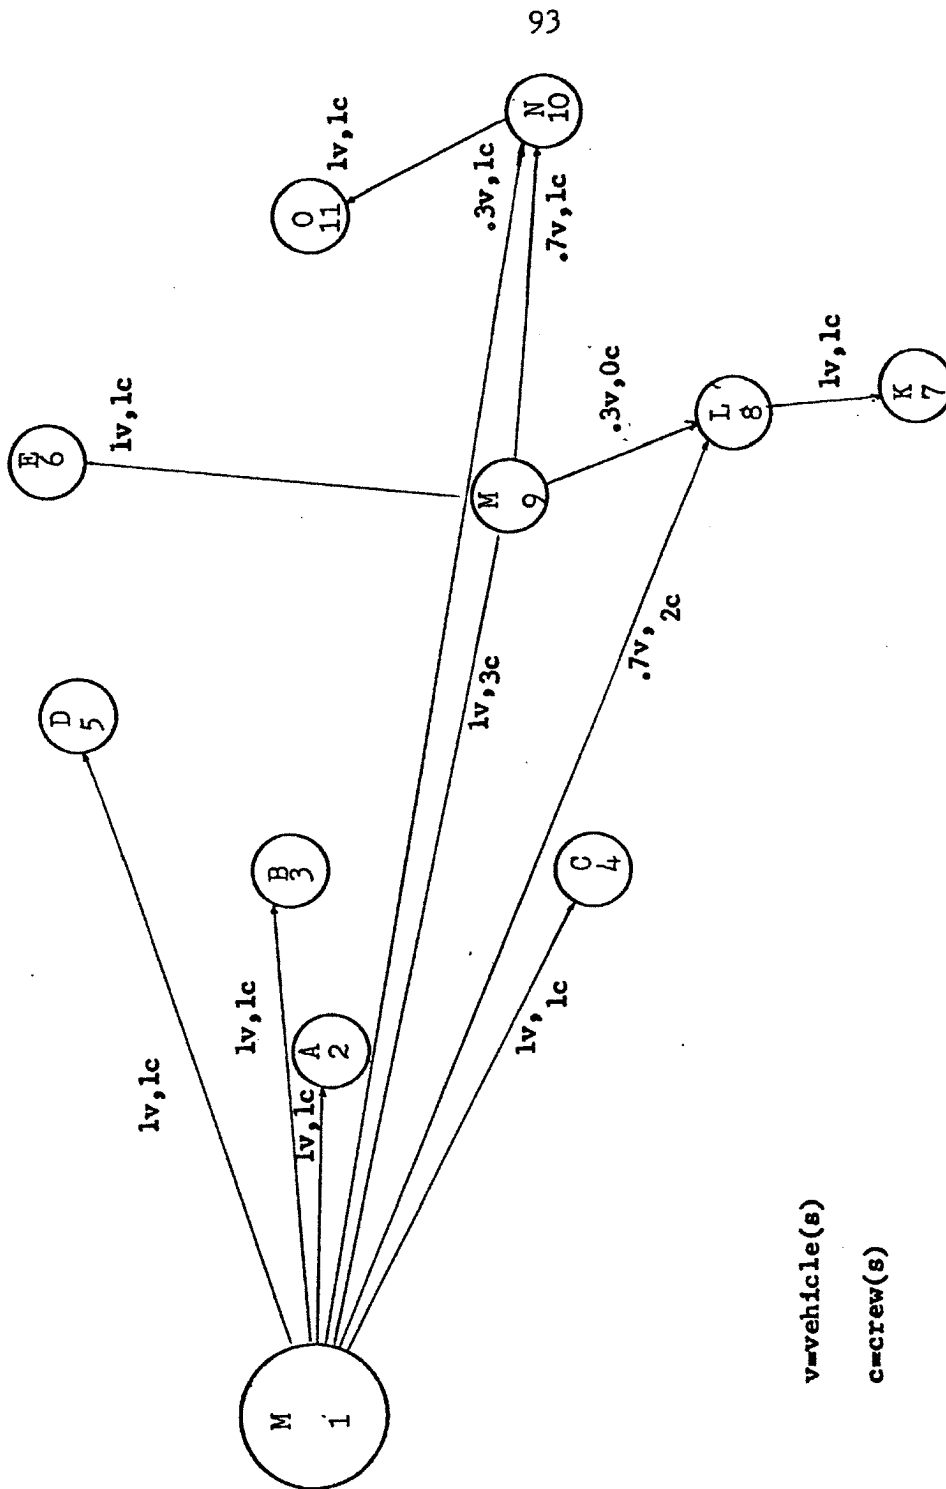 93
M
1
A
2
B
3
C
4
D
5
E
6
K
7
L
8
M
9
N
10
O
11
1v,1c
1v,1c
1v,1c
1v,1c
1v,3c
.7v,2c
.3v,1c
.7v,1c
.3v,0c
1v,1c
1v,1c
1v,1c
v=vehicle(s)
c=crew(s)